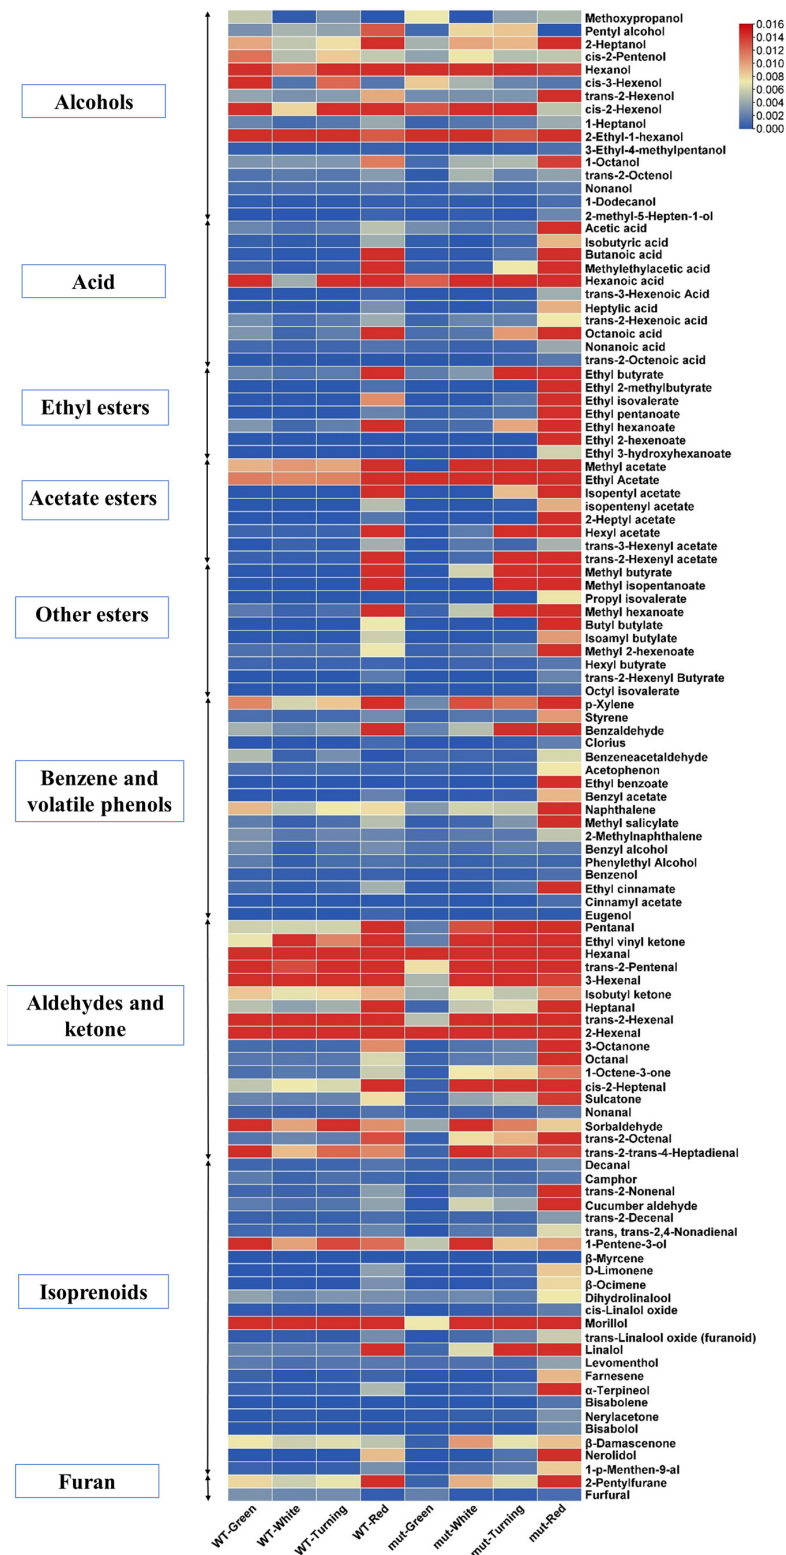 Methoxypropanol
Pentyl alcohol
2-Heptanol
cis-2-Pentenol
Hexanol
cis-3-Hexenol
trans-2-Hexenol
cis-2-Hexenol
1-Heptanol
2-Ethyl-1-hexanol
3-Ethyl-4-methylpentanol
1-Octanol
trans-2-Octenol
Nonanol
1-Dodecanol
2-methyl-5-Hepten-1-ol
Alcohols
0.016
0.014
0.012
0.010
0.008
0.006
0.004
0.002
0.000
Acetic acid
Isobutyric acid
Butanoic acid
Methylethylacetic acid
Hexanoic acid
trans-3-Hexenoic Acid
Heptylic acid
trans-2-Hexenoic acid
Octanoic acid
Nonanoic acid
trans-2-Octenoic acid
Acid
Ethyl butyrate
Ethyl 2-methylbutyrate
Ethyl isovalerate
Ethyl pentanoate
Ethyl hexanoate
Ethyl 2-hexenoate
Ethyl 3-hydroxyhexanoate
Ethyl esters
Methyl acetate
Ethyl Acetate
Isopentyl acetate
isopentenyl acetate
2-Heptyl acetate
Hexyl acetate
trans-3-Hexenyl acetate
trans-2-Hexenyl acetate
Acetate esters
Methyl butyrate
Methyl isopentanoate
Propyl isovalerate
Methyl hexanoate
Butyl butylate
Isoamyl butylate
Methyl 2-hexenoate
Hexyl butyrate
trans-2-Hexenyl Butyrate
Octyl isovalerate
Other esters
p-Xylene
Styrene
Benzaldehyde
Clorius
Benzeneacetaldehyde
Acetophenon
Ethyl benzoate
Benzyl acetate
Naphthalene
Methyl salicylate
2-Methylnaphthalene
Benzyl alcohol
Phenylethyl Alcohol
Benzenol
Ethyl cinnamate
Cinnamyl acetate
Eugenol
Benzene and
volatile phenols
Pentanal
Ethyl vinyl ketone
Hexanal
trans-2-Pentenal
3-Hexenal
Isobutyl ketone
Heptanal
trans-2-Hexenal
2-Hexenal
3-Octanone
Octanal
1-Octene-3-one
cis-2-Heptenal
Sulcatone
Nonanal
Sorbaldehyde
trans-2-Octenal
trans-2-trans-4-Heptadienal
Aldehydes and
ketone
Decanal
Camphor
trans-2-Nonenal
Cucumber aldehyde
trans-2-Decenal
trans, trans-2,4-Nonadienal
1-Pentene-3-ol
β-Myrcene
D-Limonene
β-Ocimene
Dihydrolinalool
cis-Linalol oxide
Morillol
trans-Linalool oxide (furanoid)
Linalol
Levomenthol
Farnesene
α-Terpineol
Bisabolene
Nerylacetone
Bisabolol
β-Damascenone
Nerolidol
1-p-Menthen-9-al
Isoprenoids
2-Pentylfurane
Furfural
Furan
WT-Green
WT-White
WT-Turning
WT-Red
mut-Green
mut-White
mut-Turning
mut-Red